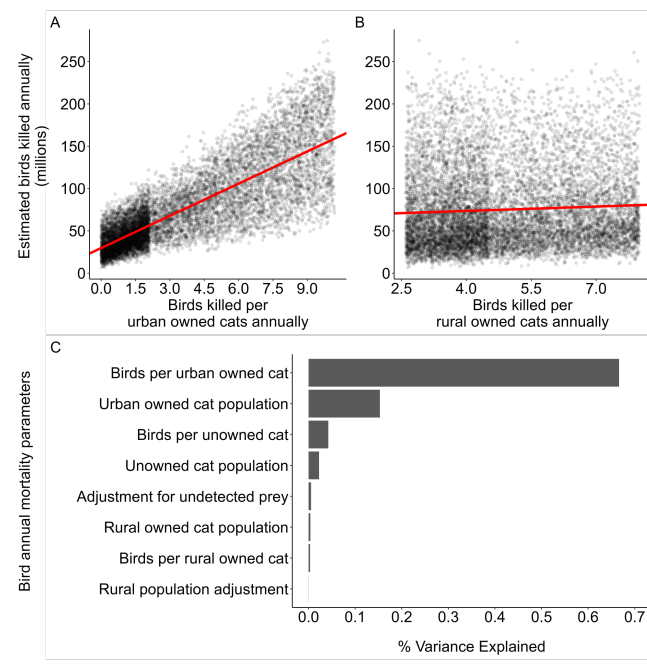 A
Estimated birds killed annually
(millions)
250
200
150
100
50
0
0.0 1.5 3.0 4.5 6.0 7.5 9.0
Birds killed per
urban owned cats annually
B
250
200
150
100
50
0
2.5 4.0 5.5 7.0
Birds killed per
rural owned cats annually
C
Bird annual mortality parameters
Birds per urban owned cat
Urban owned cat population
Birds per unowned cat
Unowned cat population
Adjustment for undetected prey
Rural owned cat population
Birds per rural owned cat
Rural population adjustment
0.0 0.1 0.2 0.3 0.4 0.5 0.6 0.7
% Variance Explained